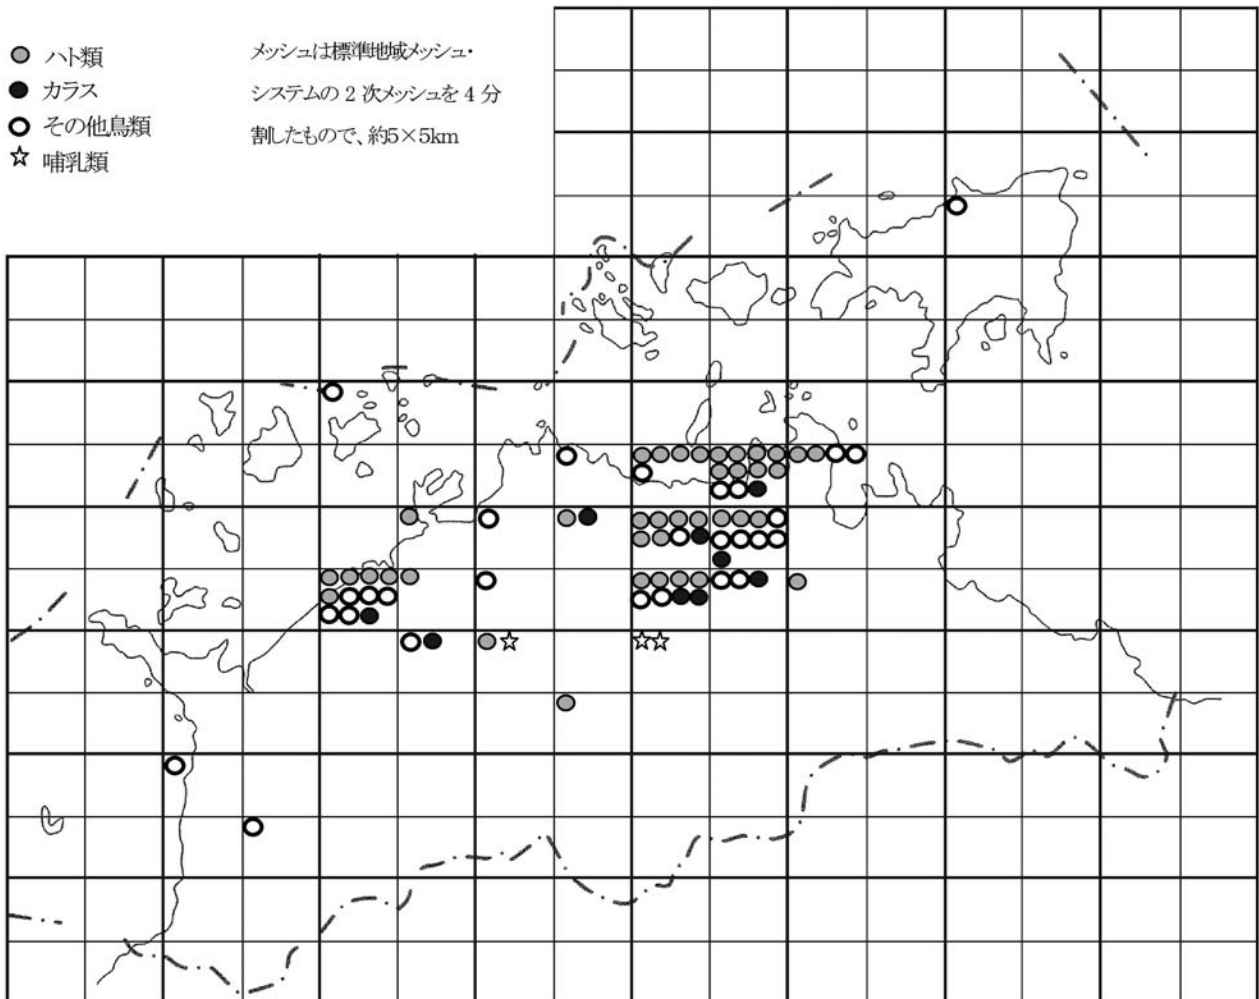 ハト類
カラス
その他鳥類
哺乳類
メッシュは標準地域メッシュ・
システムの 2 次メッシュを 4 分
割したもので、約5×5km